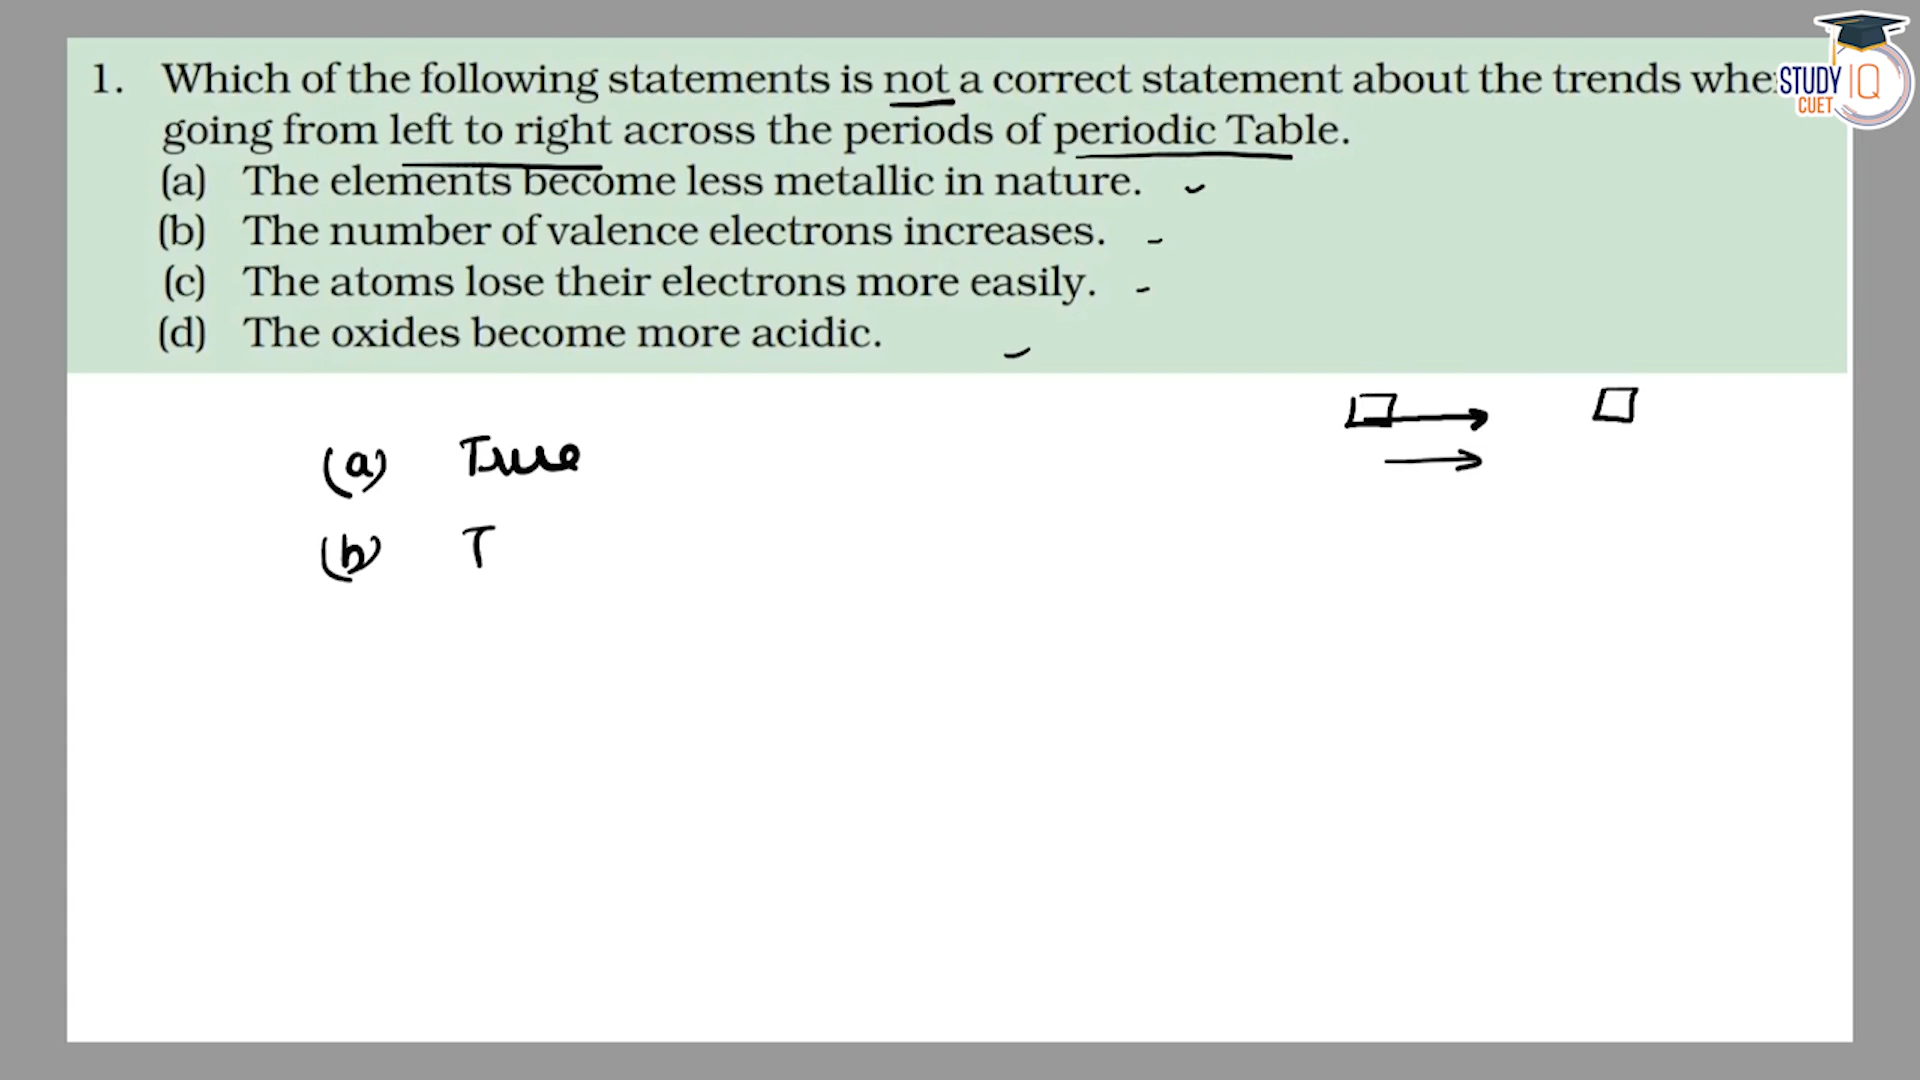 1. Which of the following statements is not a correct statement about the trends whe
going from left to right across the periods of periodic Table.
(a) The elements become less metallic in nature.
(b) The number of valence electrons increases.
(c) The atoms lose their electrons more easily.
(d) The oxides become more acidic.
STUDY IQ
CUET
(a) True
(b) T